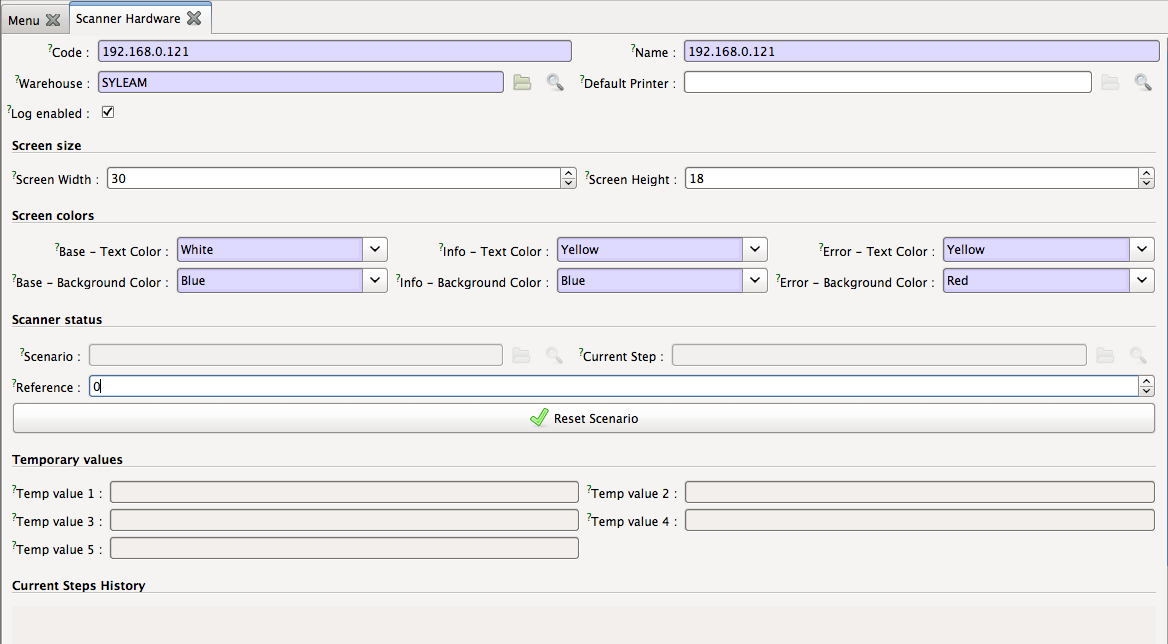 Menu Scanner Hardware
?Code : 192.168.0.121 ?Name : 192.168.0.121
?Warehouse : SYLEAM ?Default Printer :
?Log enabled :
Screen size
?Screen Width : 30 ?Screen Height : 18
Screen colors
?Base – Text Color : White ?Info – Text Color : Yellow ?Error – Text Color : Yellow
?Base – Background Color : Blue ?Info – Background Color : Blue ?Error – Background Color : Red
Scanner status
?Scenario : ?Current Step :
?Reference : 0
Reset Scenario
Temporary values
?Temp value 1 : ?Temp value 2 :
?Temp value 3 : ?Temp value 4 :
?Temp value 5 :
Current Steps History